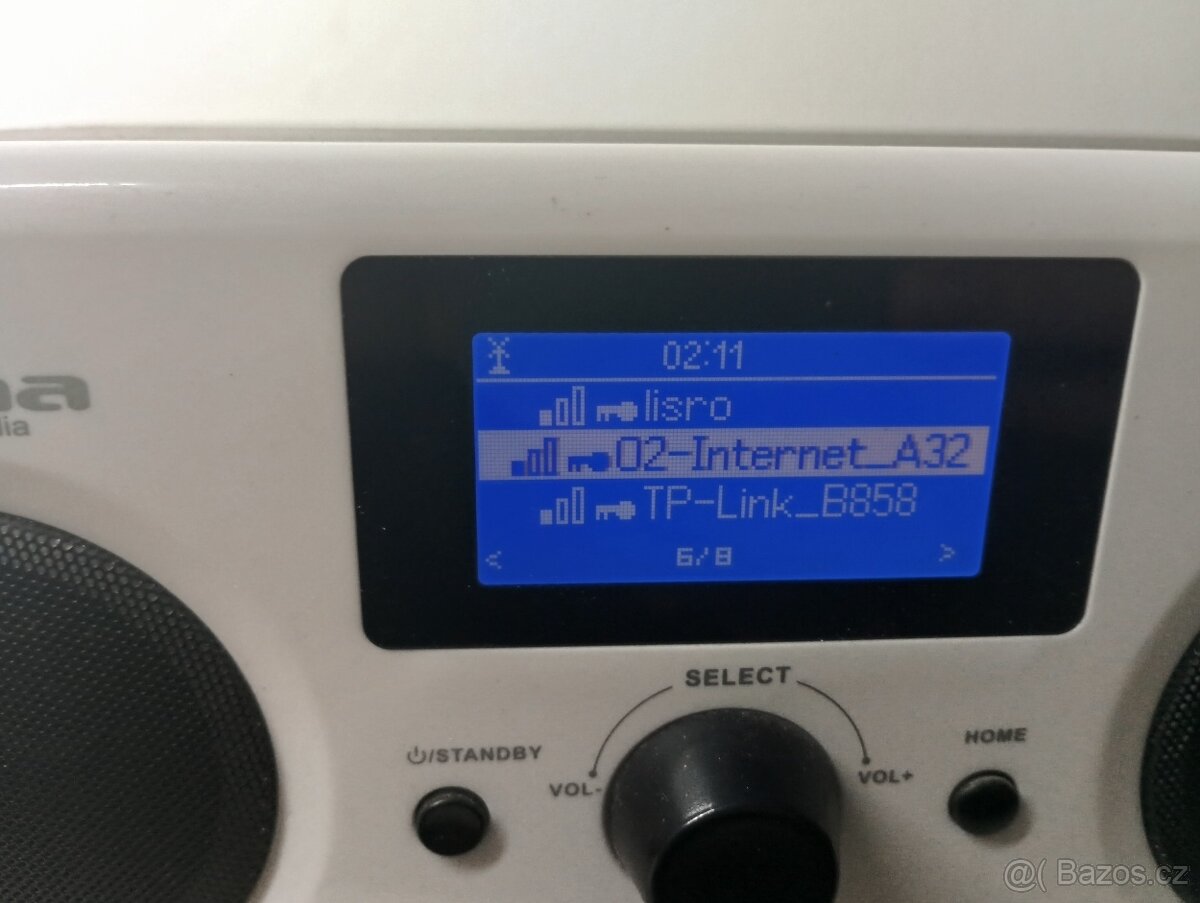 02:11
lisro
O2-Internet_A32
TP-Link_B858
< 6/8 >
SELECT
/STANDBY
HOME
VOL-
VOL+
@( Bazos.cz